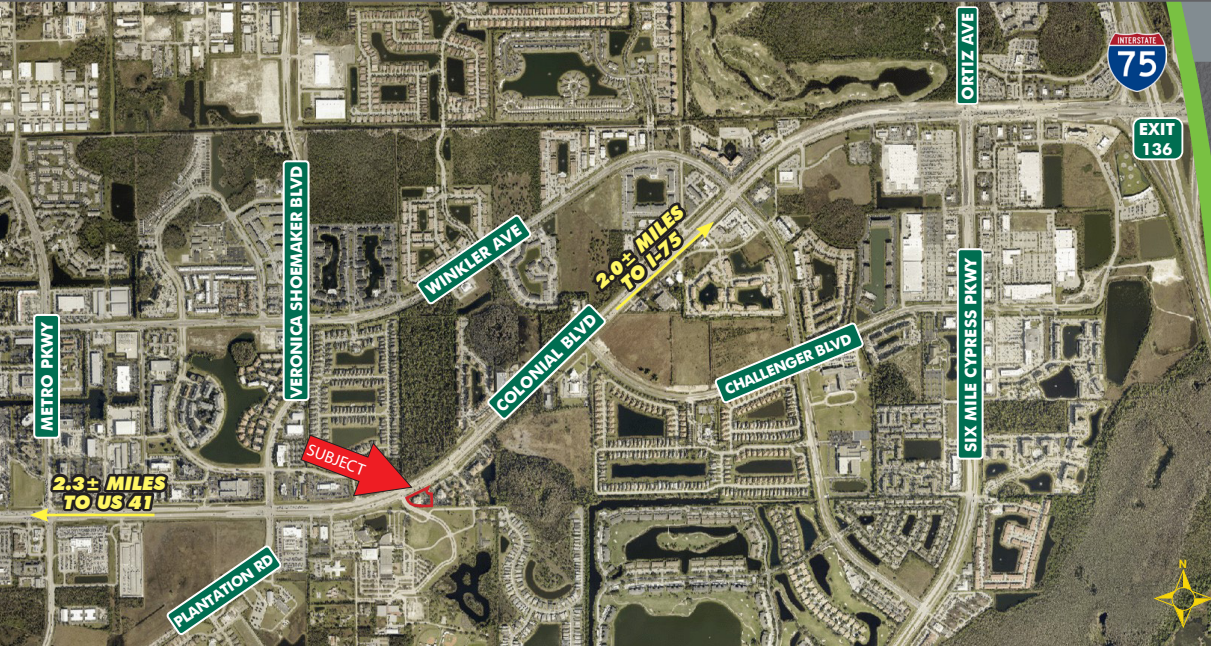 ORTIZ AVE
INTERSTATE
75
EXIT
136
VERONICA SHOEMAKER BLVD
WINKLER AVE
2.0± MILES
TO I-75
COLONIAL BLVD
METRO PKWY
CHALLENGER BLVD
SIX MILE CYPRESS PKWY
SUBJECT
2.3± MILES
TO US 41
PLANTATION RD
N